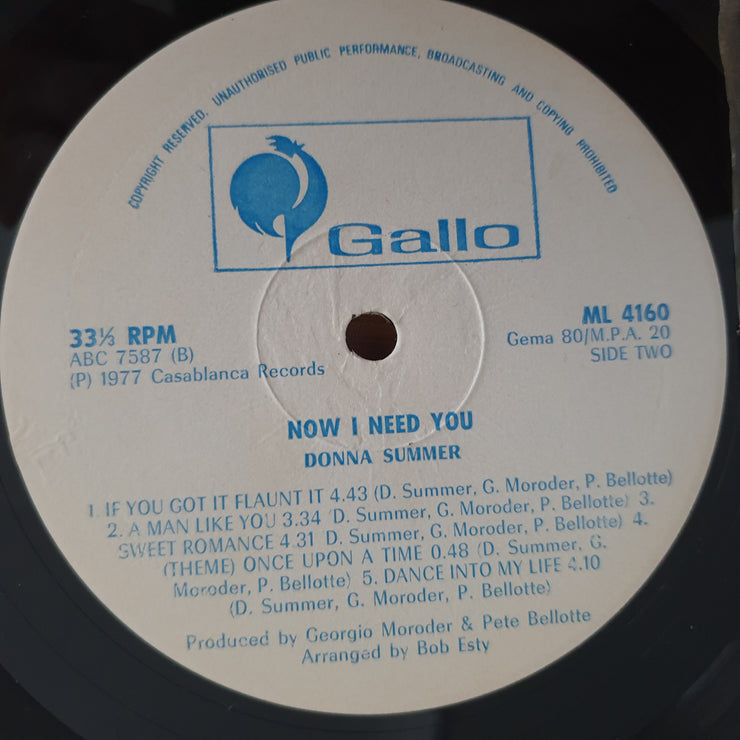 COPYRIGHT RESERVED. UNAUTHORISED PUBLIC PERFORMANCE, BROADCASTING AND COPYING PROHIBITED
Gallo
33⅓ RPM
ABC 7587 (B)
(P) 1977 Casablanca Records
ML 4160
Gema 80/M.P.A. 20
SIDE TWO
NOW I NEED YOU
DONNA SUMMER
1. IF YOU GOT IT FLAUNT IT 4.43 (D. Summer, G. Moroder, P. Bellotte)
2. A MAN LIKE YOU 3.34 (D. Summer, G. Moroder, P. Bellotte) 3.
SWEET ROMANCE 4.31 D. Summer, G. Moroder, P. Bellotte) 4.
(THEME) ONCE UPON A TIME 0.48 (D. Summer, G.
Moroder, P. Bellotte) 5. DANCE INTO MY LIFE 4.10
(D. Summer, G. Moroder, P. Bellotte)
Produced by Georgio Moroder & Pete Bellotte
Arranged by Bob Esty